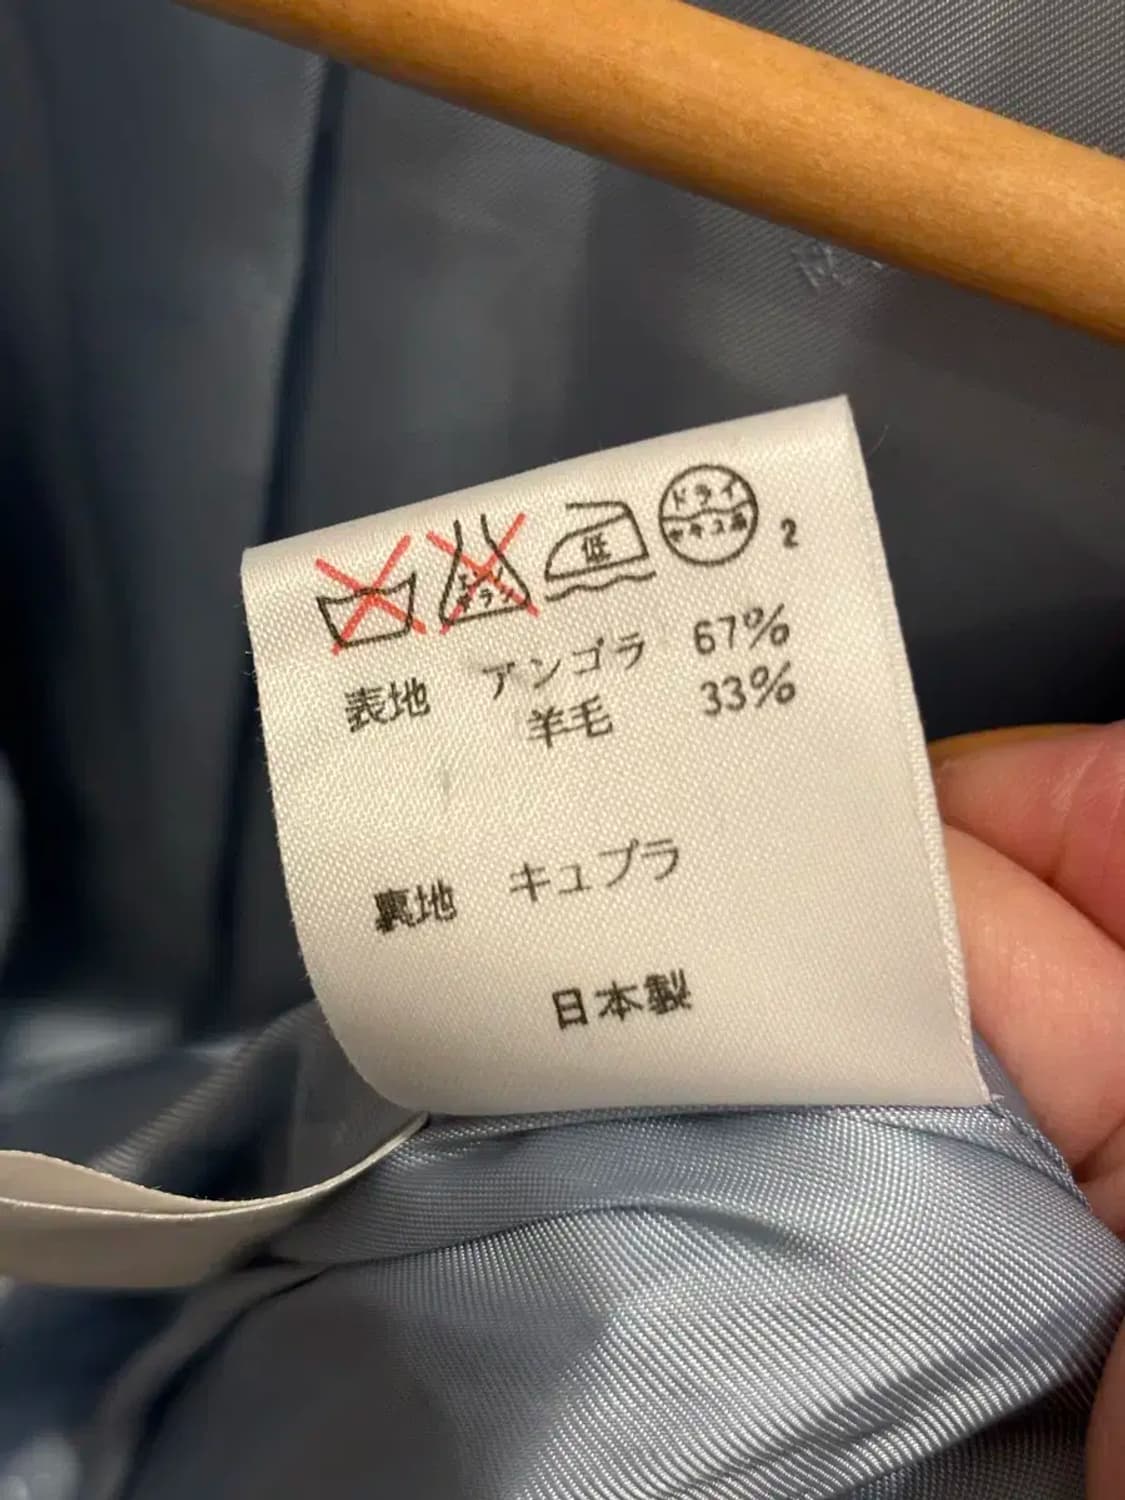 エンソ サラシ
低
ドライ
セキユ系
2
表地 アンゴラ 67%
羊毛 33%
裏地 キュプラ
日本製